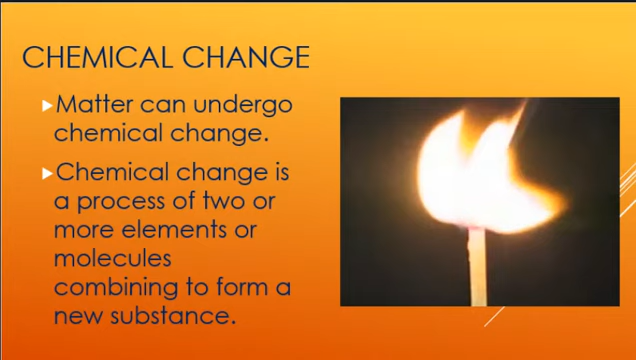 CHEMICAL CHANGE
Matter can undergo
chemical change.
Chemical change is
a process of two or
more elements or
molecules
combining to form a
new substance.